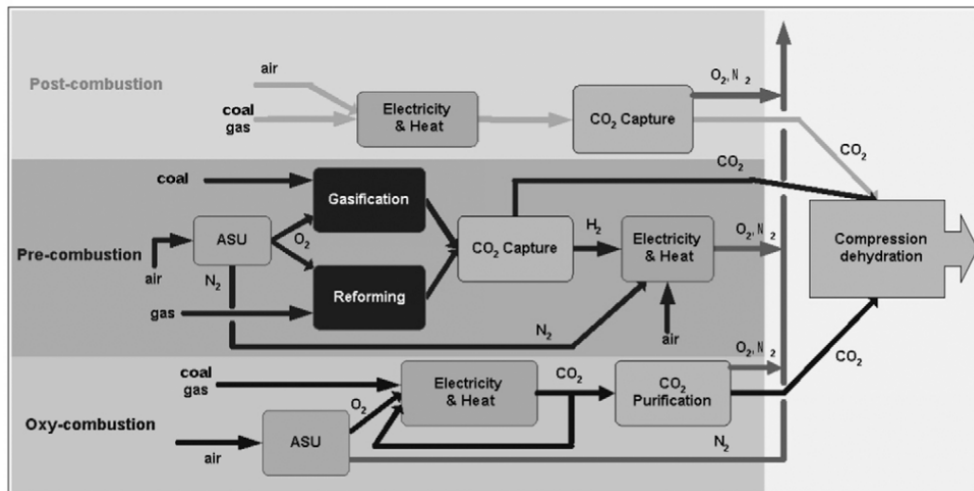 Post-combustion
air
coal
gas
Electricity
& Heat
CO₂ Capture
O₂, N₂
CO₂
Pre-combustion
coal
Gasification
CO₂
air
ASU
O₂
N₂
CO₂ Capture
H₂
Electricity
& Heat
O₂, N₂
Compression
dehydration
gas
Reforming
N₂
air
Oxy-combustion
coal
gas
O₂
Electricity
& Heat
CO₂
CO₂
Purification
O₂, N₂
CO₂
air
ASU
N₂